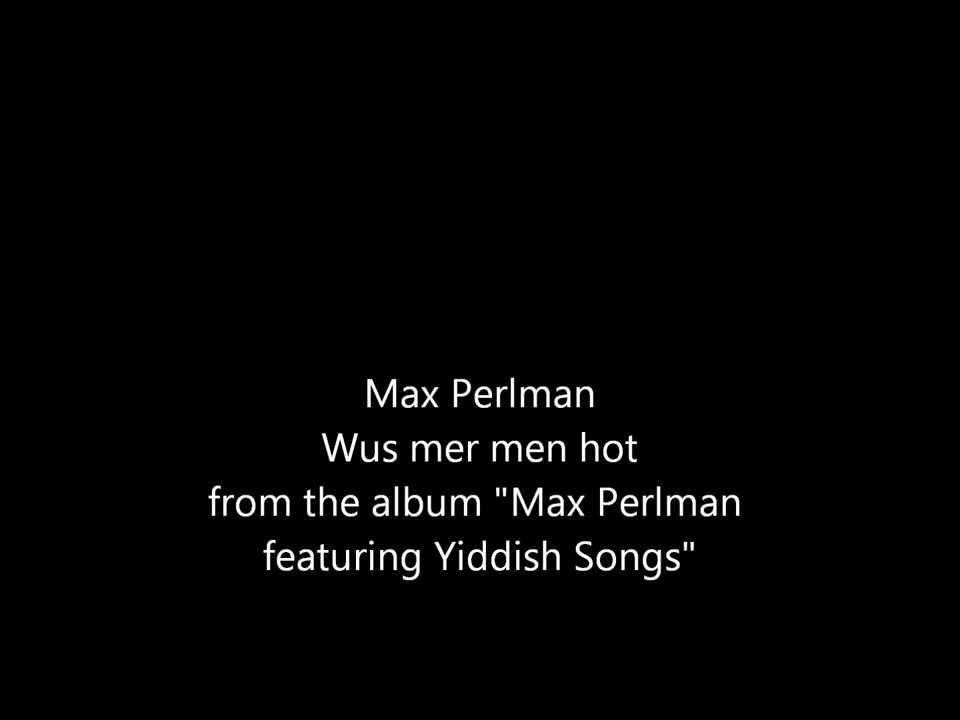 Max Perlman
Wus mer men hot
from the album "Max Perlman
featuring Yiddish Songs"